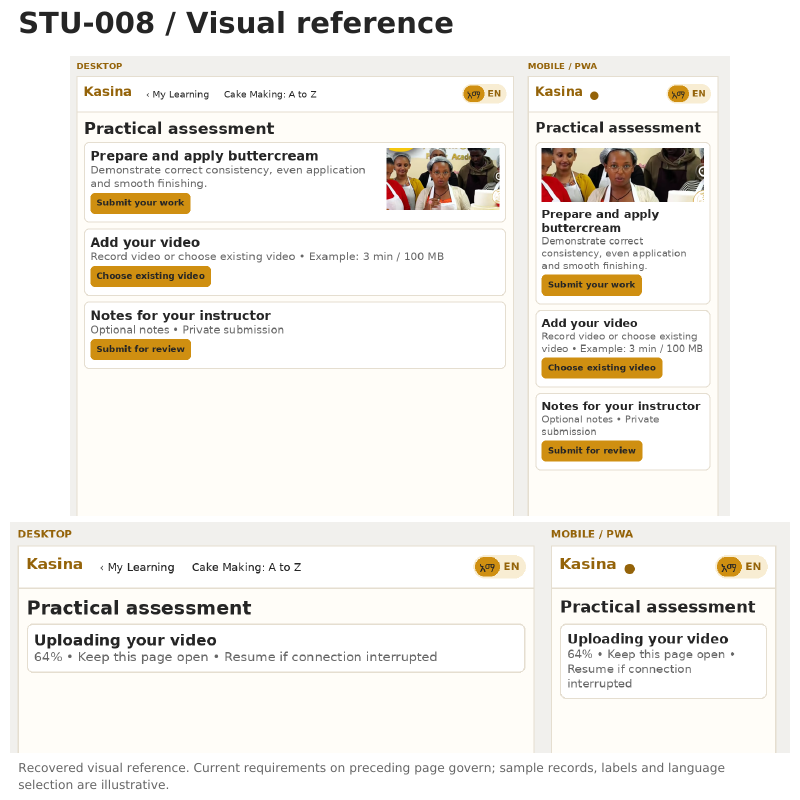 STU-008 / Visual reference
DESKTOP
Kasina
‹ My Learning
Cake Making: A to Z
አማ
EN
Practical assessment
Prepare and apply buttercream
Demonstrate correct consistency, even application
and smooth finishing.
Submit your work
Add your video
Record video or choose existing video • Example: 3 min / 100 MB
Choose existing video
Notes for your instructor
Optional notes • Private submission
Submit for review
MOBILE / PWA
Kasina
አማ
EN
Practical assessment
Prepare and apply
buttercream
Demonstrate correct
consistency, even application
and smooth finishing.
Submit your work
Add your video
Record video or choose existing
video • Example: 3 min / 100 MB
Choose existing video
Notes for your instructor
Optional notes • Private
submission
Submit for review
DESKTOP
Kasina
‹ My Learning
Cake Making: A to Z
አማ
EN
Practical assessment
Uploading your video
64% • Keep this page open • Resume if connection interrupted
MOBILE / PWA
Kasina
አማ
EN
Practical assessment
Uploading your video
64% • Keep this page open •
Resume if connection
interrupted
Recovered visual reference. Current requirements on preceding page govern; sample records, labels and language
selection are illustrative.